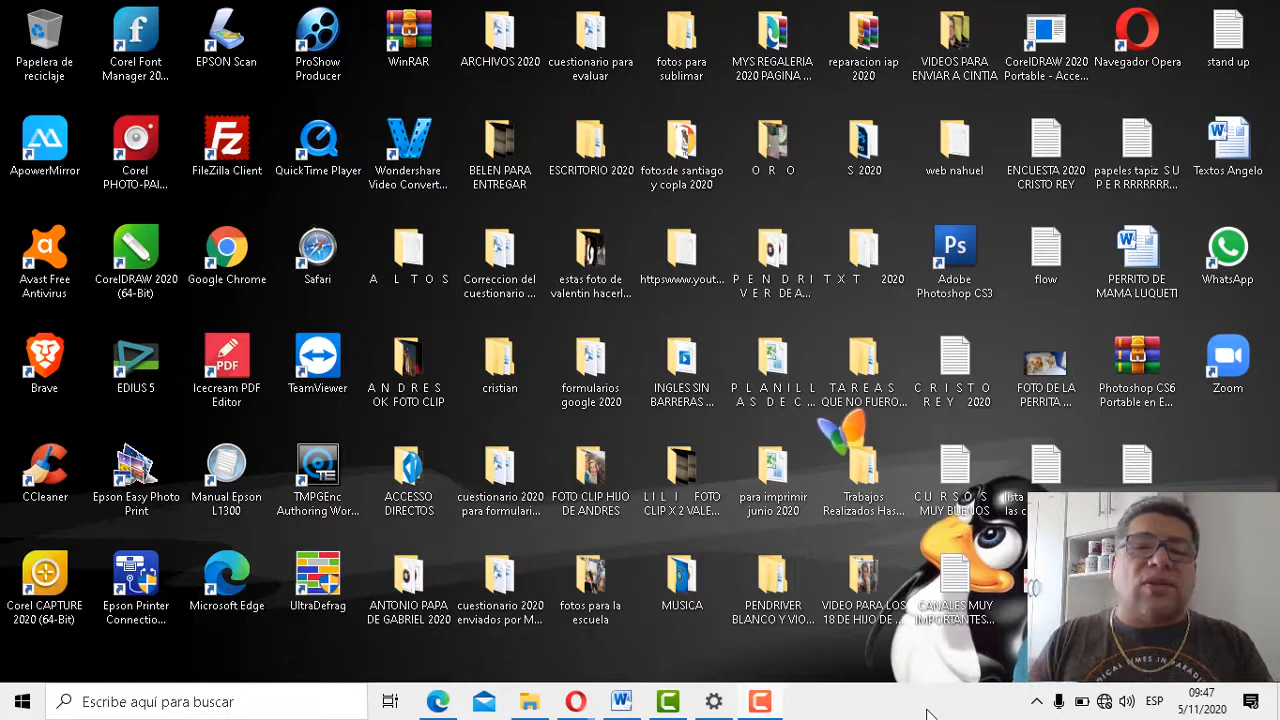 Papelera de
reciclaje
Corel Font
Manager 20...
EPSON Scan
ProShow
Producer
WinRAR
ARCHIVOS 2020
cuestionario para
evaluar
fotos para
sublimar
MYS REGALERIA
2020 PAGINA ...
reparacion iap
2020
VIDEOS PARA
ENVIAR A CINTIA
CorelDRAW 2020
Portable - Acce...
Navegador Opera
stand up
ApowerMirror
Corel
PHOTO-PAI...
FileZilla Client
QuickTime Player
Wondershare
Video Convert...
BELEN PARA
ENTREGAR
ESCRITORIO 2020
fotosde santiago
y copla 2020
O R O
S 2020
web nahuel
ENCUESTA 2020
CRISTO REY
papeles tapiz S U
P E R RRRRRRR...
Textos Angelo
Avast Free
Antivirus
CorelDRAW 2020
(64-Bit)
Google Chrome
Safari
A L T O S
Correccion del
cuestionario ...
estas foto de
valentin hacerl...
httpswww.yout...
P E N D R I
V E R DE A...
T X T 2020
Ps
Adobe
Photoshop CS3
flow
PERRITO DE
MAMA LUQUETI
WhatsApp
Brave
EDIUS 5
PDF
Icecream PDF
Editor
TeamViewer
A N D R E S
OK FOTO CLIP
cristian
formularios
google 2020
INGLES SIN
BARRERAS ...
P L A N I L L
A S D E C ...
T A R E A S
QUE NO FUERO...
C R I S T O
R E Y 2020
FOTO DE LA
PERRITA ...
Photoshop CS6
Portable en E...
Zoom
CCleaner
Epson Easy Photo
Print
Manual Epson
L1300
TE
TMPGEnc
Authoring Wor...
ACCESSO
DIRECTOS
cuestionario 2020
para formulari...
FOTO CLIP HIJO
DE ANDRES
L I L I FOTO
CLIP X 2 VALE...
para imprimir
junio 2020
Trabajos
Realizados Has...
C U R S O S
MUY BUENOS
lista
las c
Corel CAPTURE
2020 (64-Bit)
Epson Printer
Connectio...
Microsoft Edge
UltraDefrag
ANTONIO PAPA
DE GABRIEL 2020
cuestionario 2020
enviados por M...
fotos para la
escuela
MUSICA
PENDRIVER
BLANCO Y VIO...
VIDEO PARA LOS
18 DE HIJO DE ...
CANALES MUY
IMPORTANTES...
Escribe aquí para buscar
ESP
09:47
5/11/2020